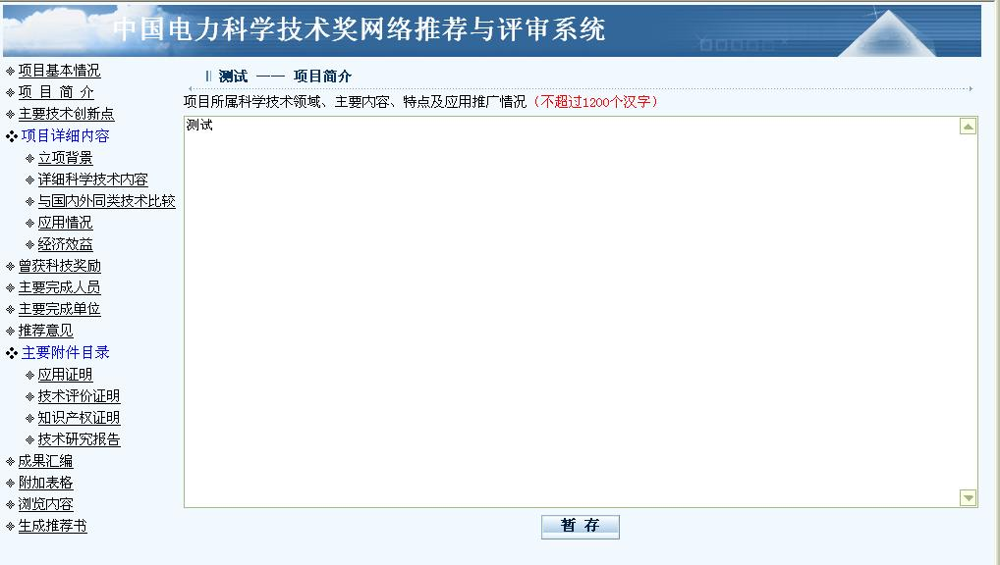 中国电力科学技术奖网络推荐与评审系统
项目基本情况
项 目 简 介
主要技术创新点
项目详细内容
立项背景
详细科学技术内容
与国内外同类技术比较
应用情况
经济效益
曾获科技奖励
主要完成人员
主要完成单位
推荐意见
主要附件目录
应用证明
技术评价证明
知识产权证明
技术研究报告
成果汇编
附加表格
浏览内容
生成推荐书
测试 —— 项目简介
项目所属科学技术领域、主要内容、特点及应用推广情况（不超过1200个汉字）
测试
暂 存